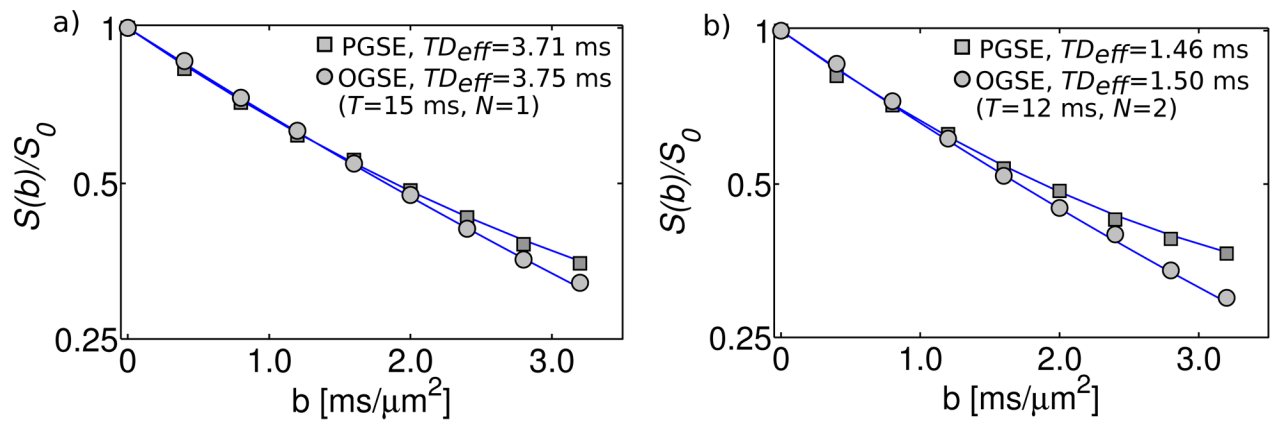 a)
1
0.5
0.25
S(b)/S0
PGSE, TDeff=3.71 ms
OGSE, TDeff=3.75 ms
(T=15 ms, N=1)
0 1.0 2.0 3.0
b [ms/μm²]
b)
1
0.5
0.25
S(b)/S0
PGSE, TDeff=1.46 ms
OGSE, TDeff=1.50 ms
(T=12 ms, N=2)
0 1.0 2.0 3.0
b [ms/μm²]